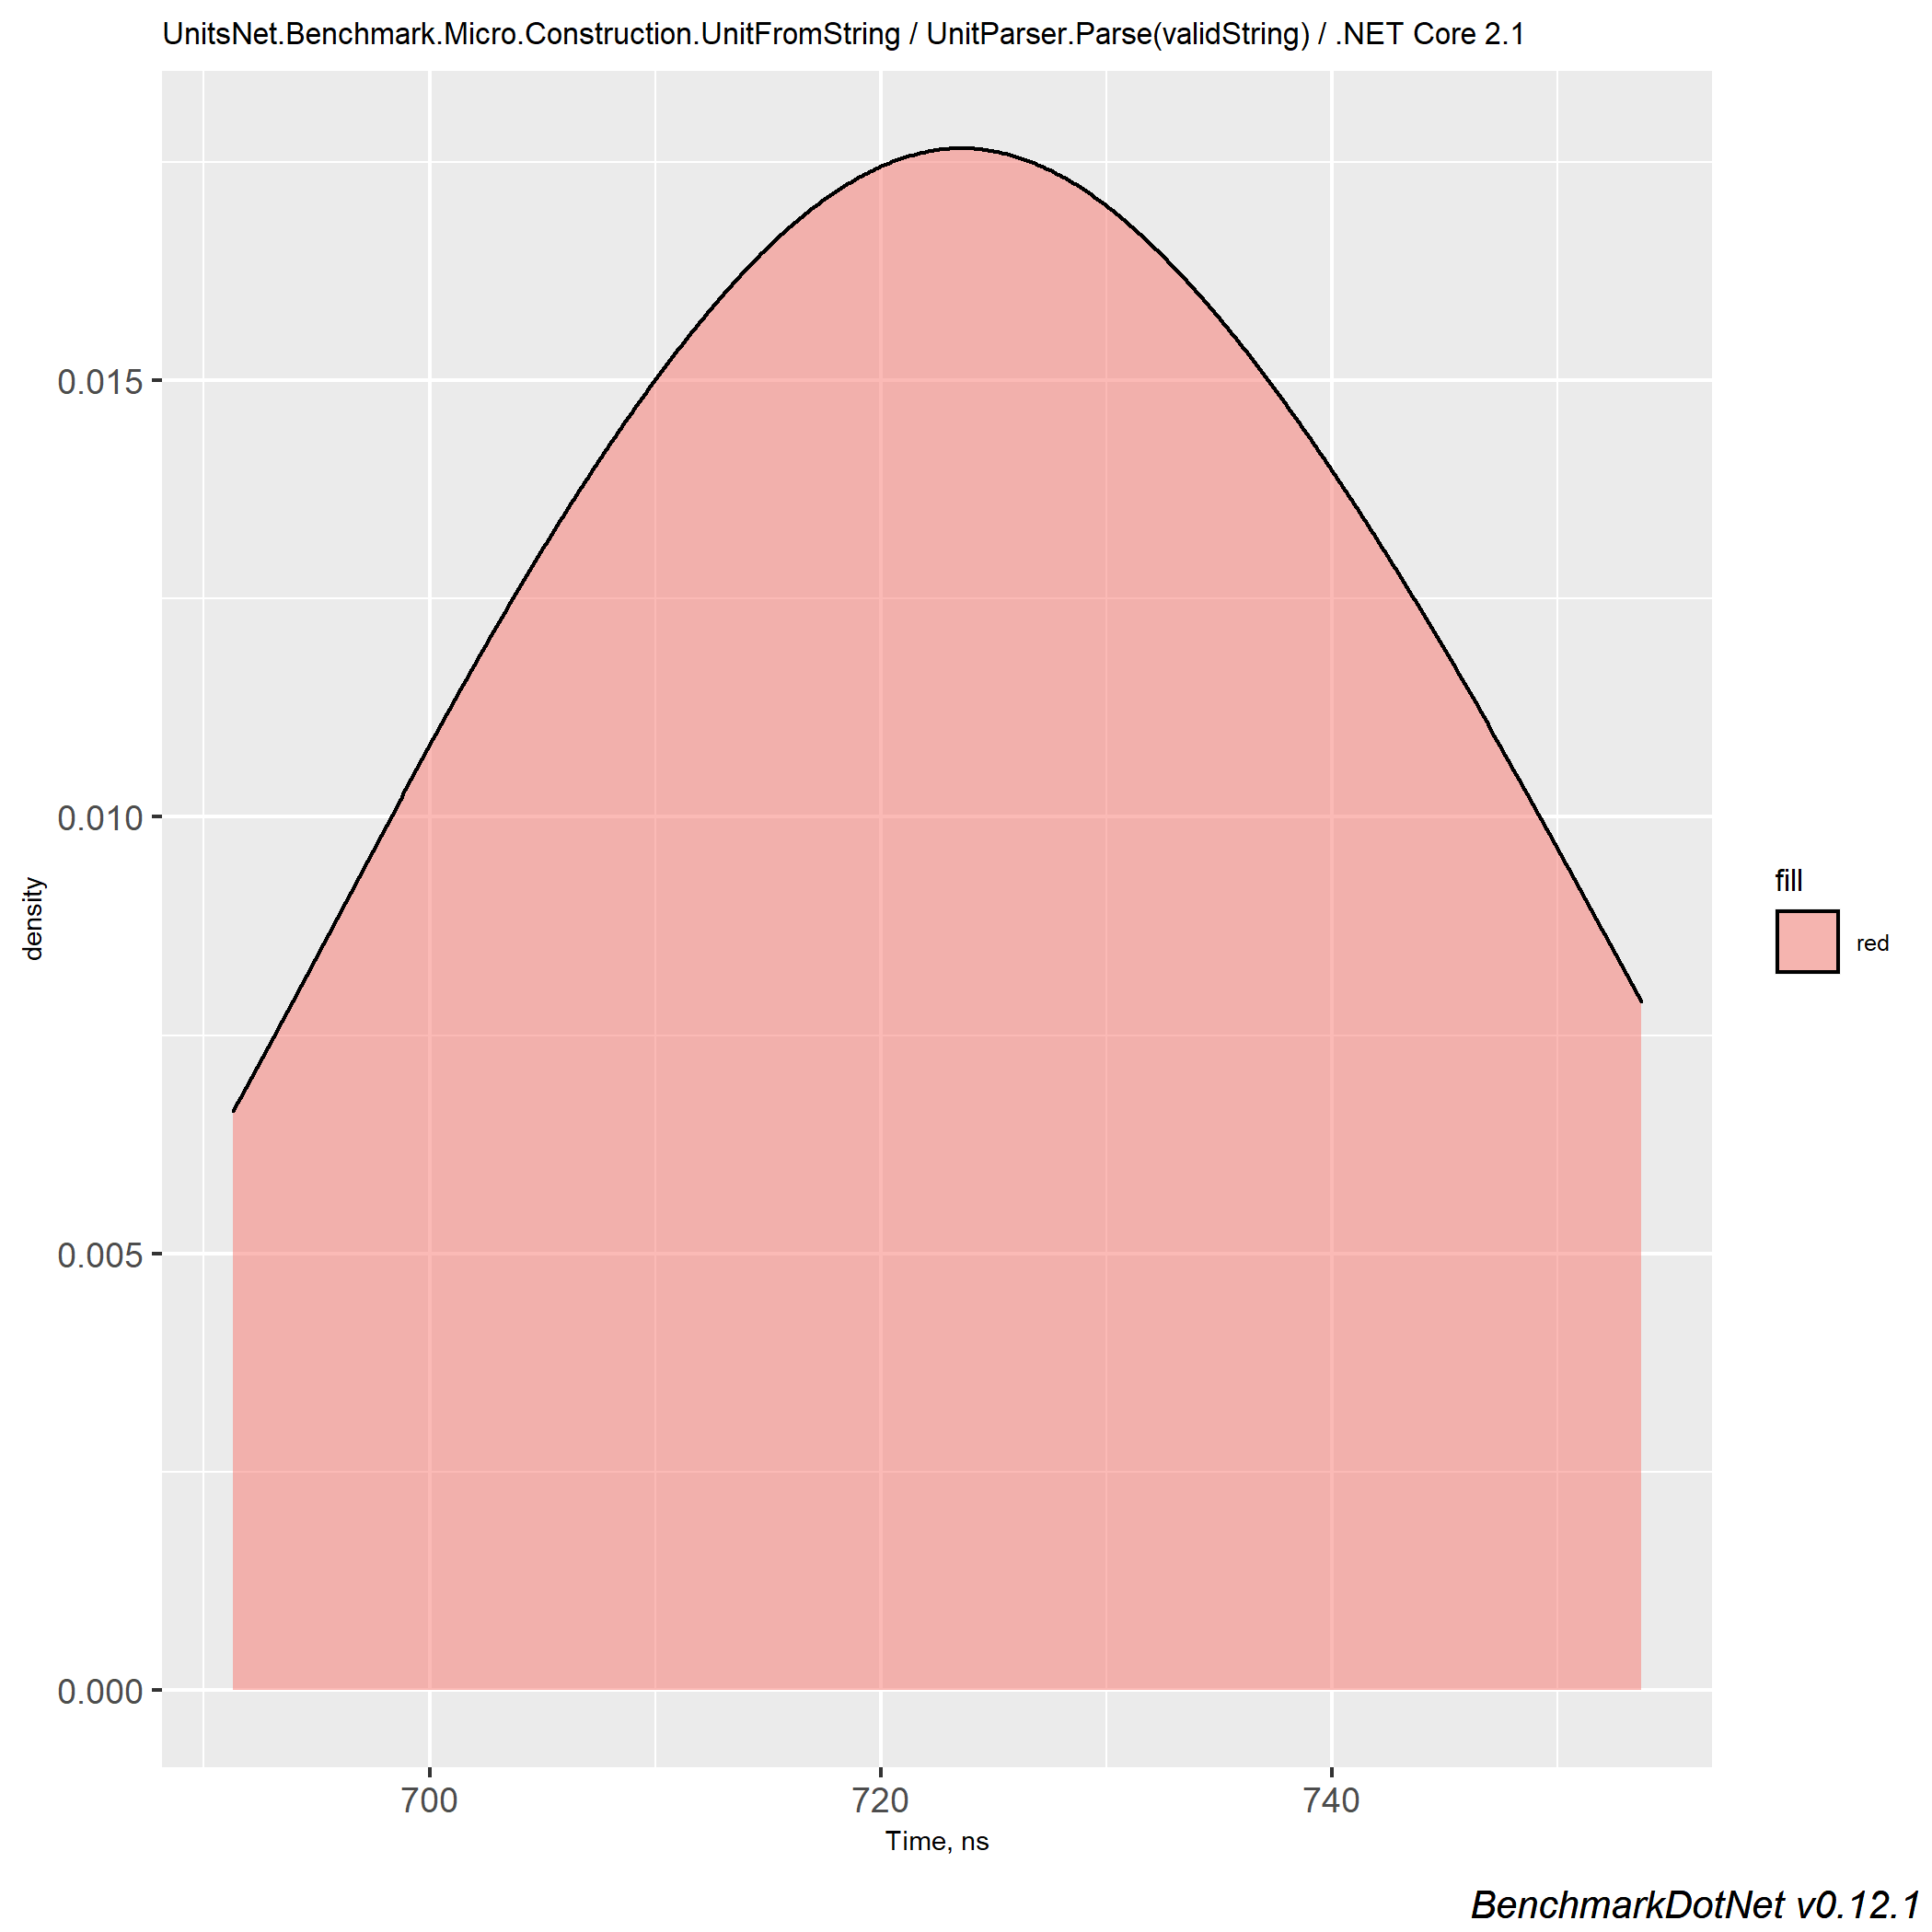 UnitsNet.Benchmark.Micro.Construction.UnitFromString / UnitParser.Parse(validString) / .NET Core 2.1
0.015
0.010
0.005
0.000
density
700 720 740
Time, ns
fill
red
BenchmarkDotNet v0.12.1